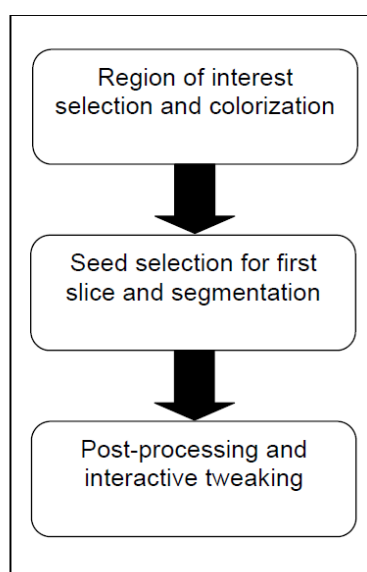 Region of interest
selection and colorization
Seed selection for first
slice and segmentation
Post-processing and
interactive tweaking